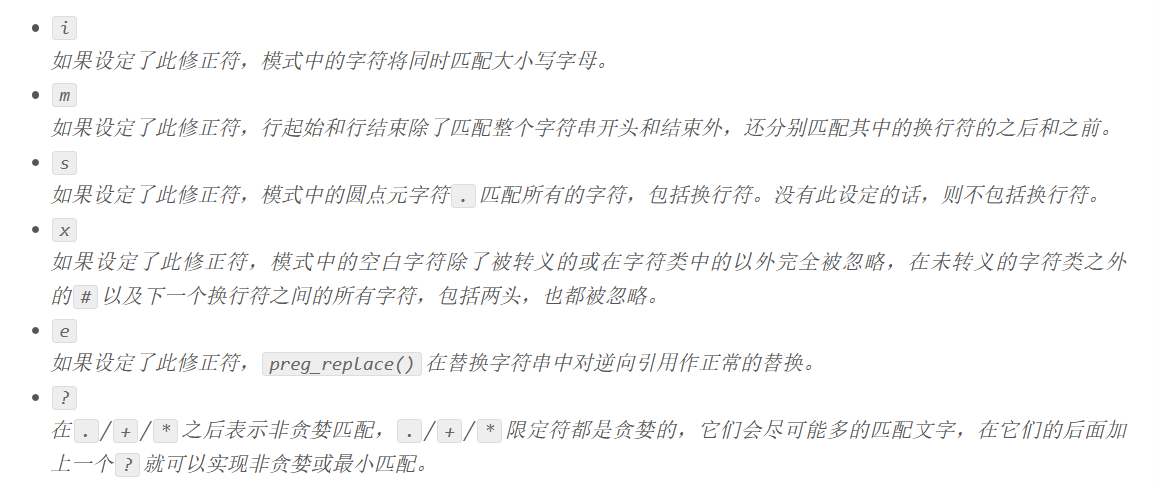 i
如果设定了此修正符，模式中的字符将同时匹配大小写字母。
m
如果设定了此修正符，行起始和行结束除了匹配整个字符串开头和结束外，还分别匹配其中的换行符的之后和之前。
s
如果设定了此修正符，模式中的圆点元字符 . 匹配所有的字符，包括换行符。没有此设定的话，则不包括换行符。
x
如果设定了此修正符，模式中的空白字符除了被转义的或在字符类中的以外完全被忽略，在未转义的字符类之外
的 # 以及下一个换行符之间的所有字符，包括两头，也都被忽略。
e
如果设定了此修正符， preg_replace() 在替换字符串中对逆向引用作正常的替换。
?
在 . / + / * 之后表示非贪婪匹配， . / + / * 限定符都是贪婪的，它们会尽可能多的匹配文字，在它们的后面加
上一个 ? 就可以实现非贪婪或最小匹配。